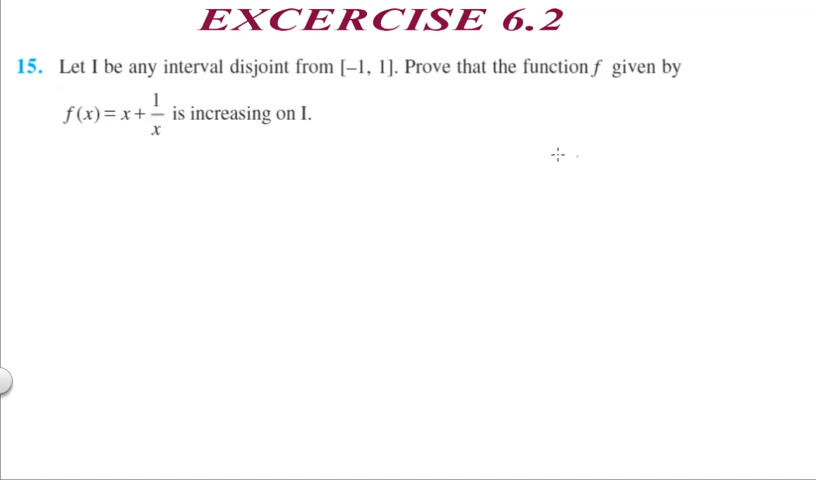 EXCERCISE 6.2
15. Let I be any interval disjoint from [–1, 1]. Prove that the function f given by
f(x) = x + 1/x is increasing on I.